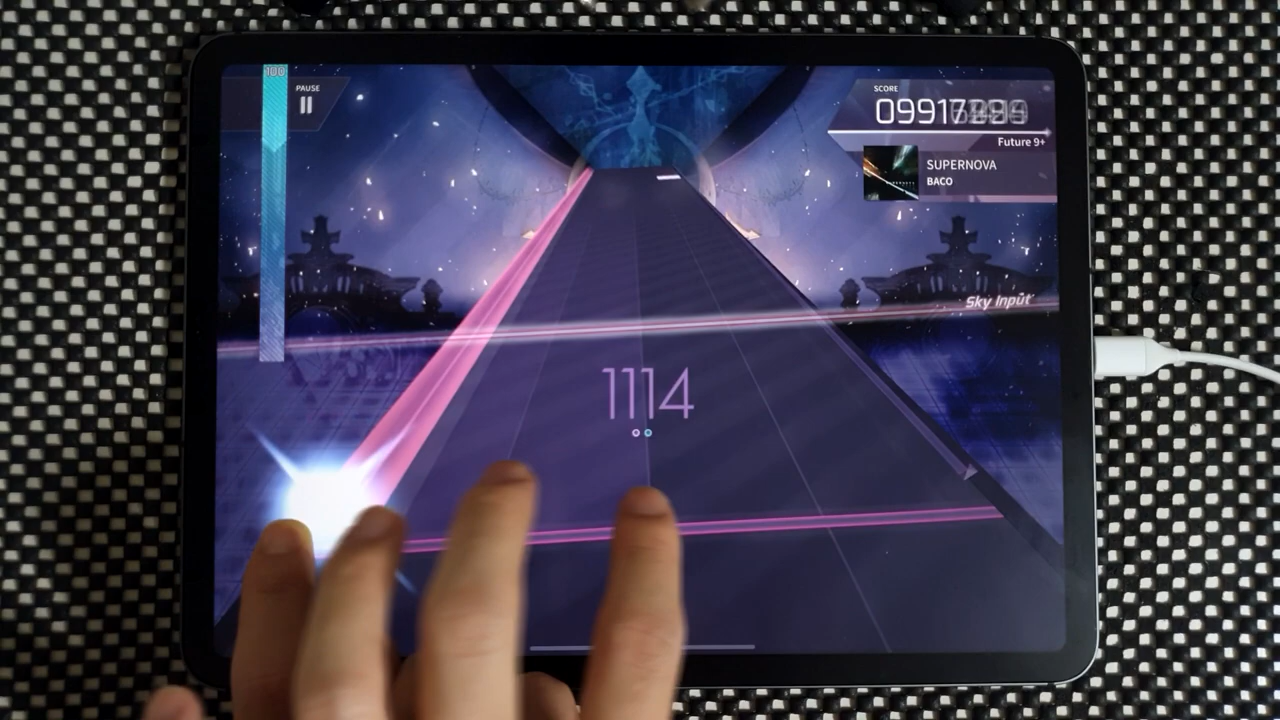 100
PAUSE
SCORE
Future 9+
SUPERNOVA
BACO
Sky Input
1114